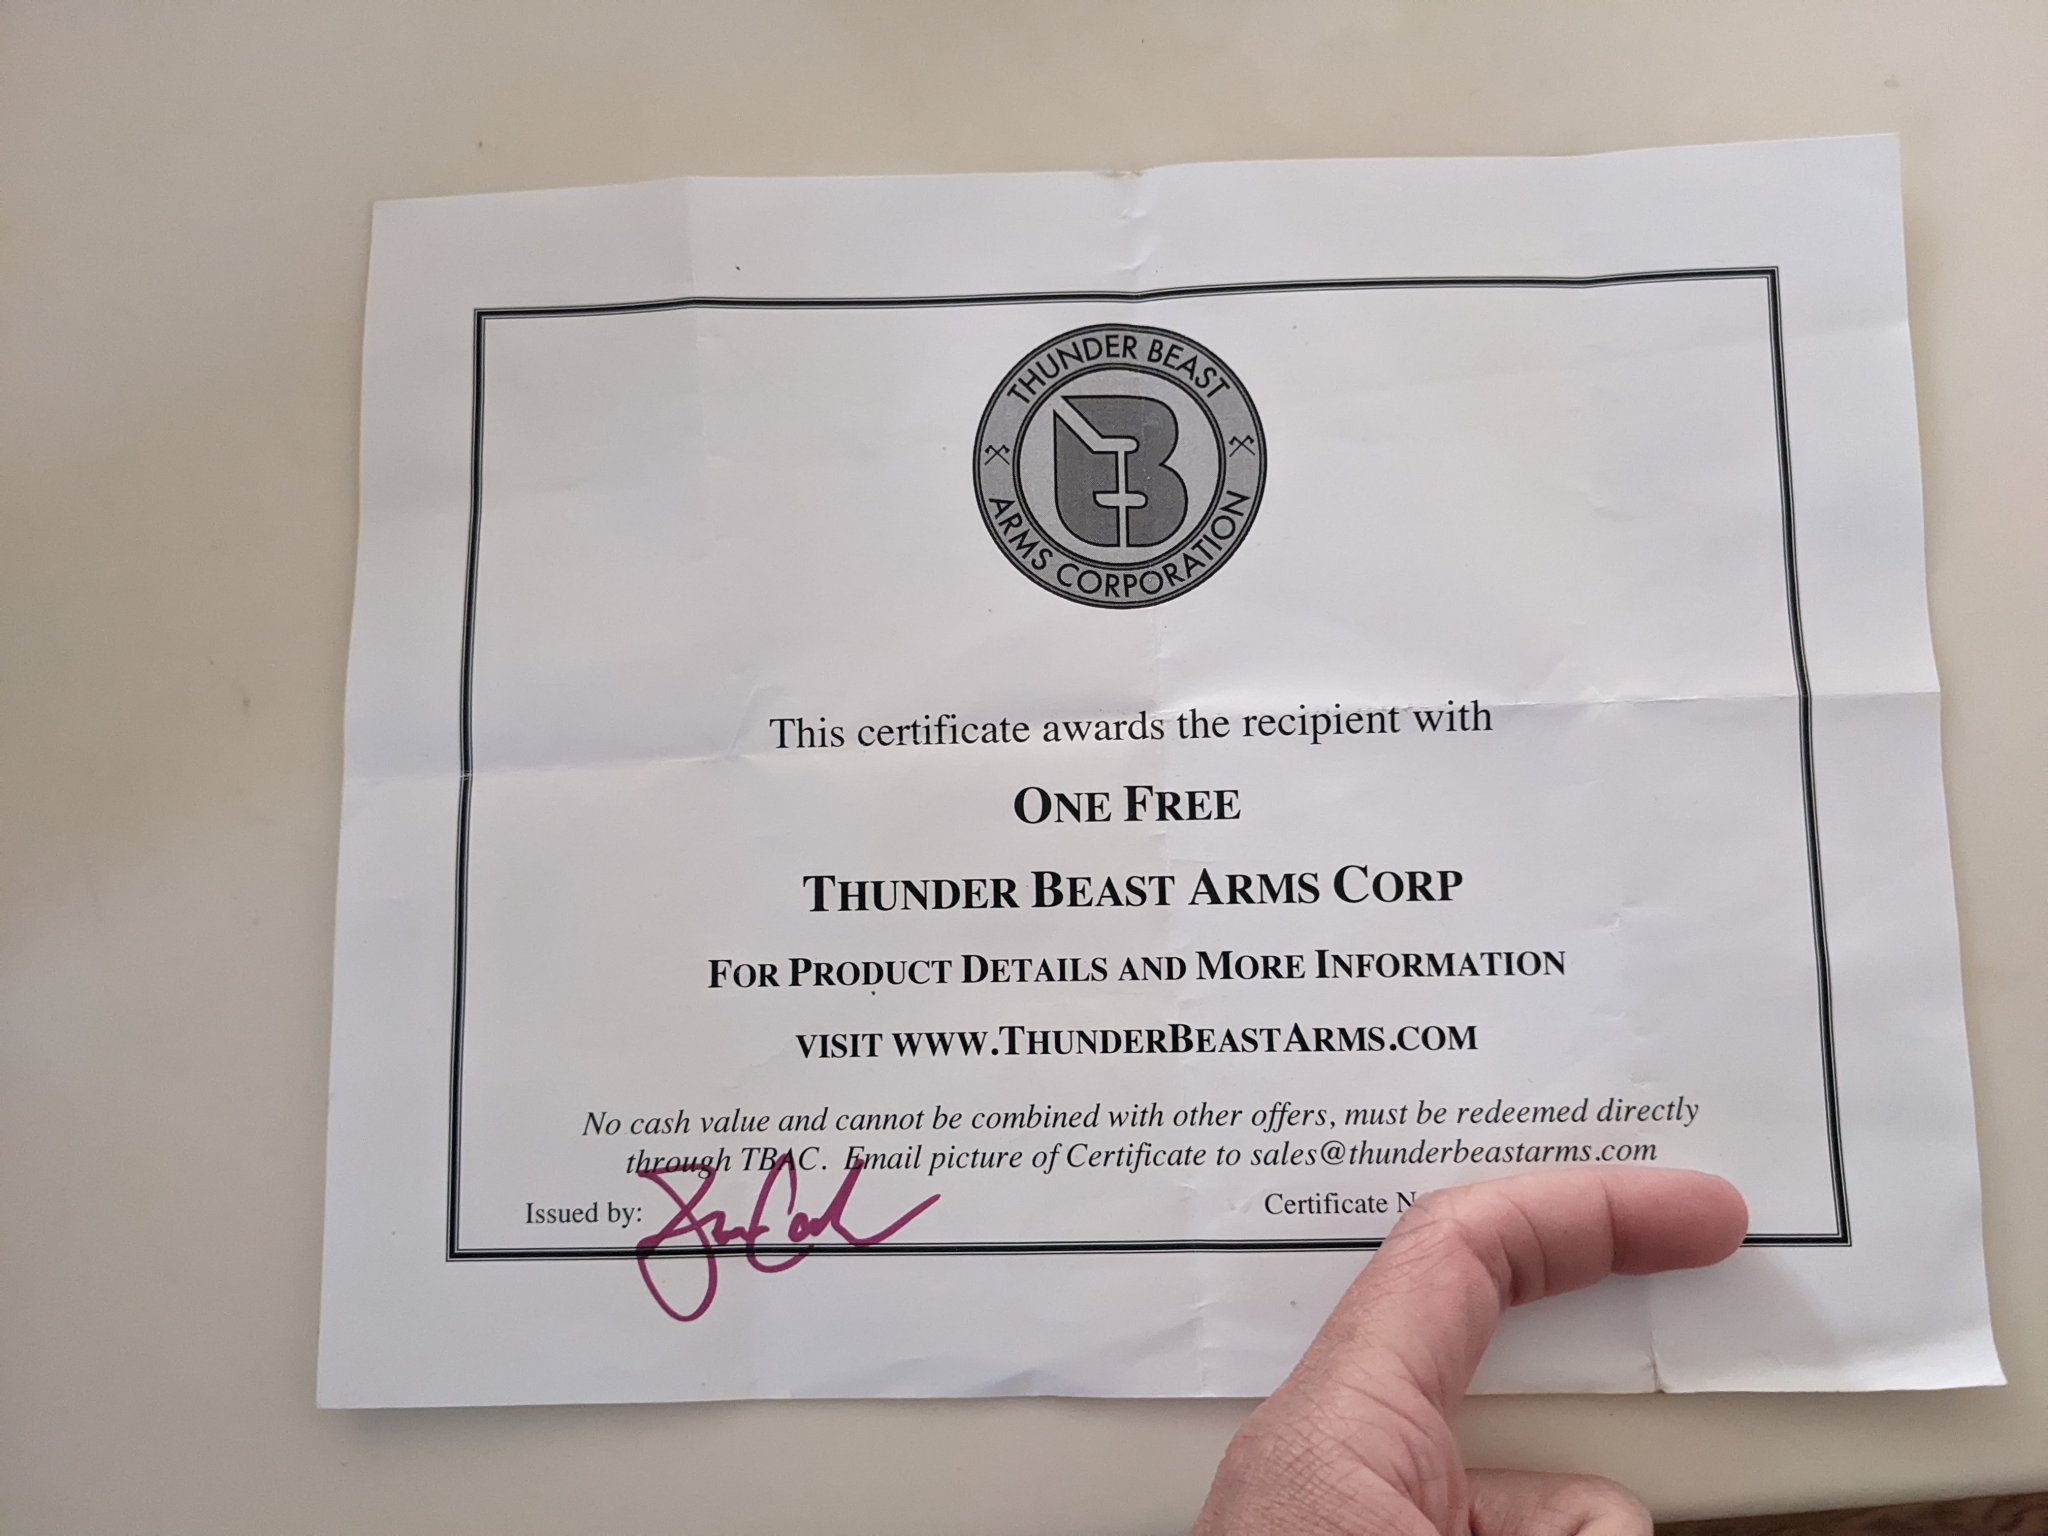 THUNDER BEAST
ARMS CORPORATION
This certificate awards the recipient with
ONE FREE
THUNDER BEAST ARMS CORP
FOR PRODUCT DETAILS AND MORE INFORMATION
VISIT WWW.THUNDERBEASTARMS.COM
No cash value and cannot be combined with other offers, must be redeemed directly
through TBAC. Email picture of Certificate to sales@thunderbeastarms.com
Issued by:
Certificate